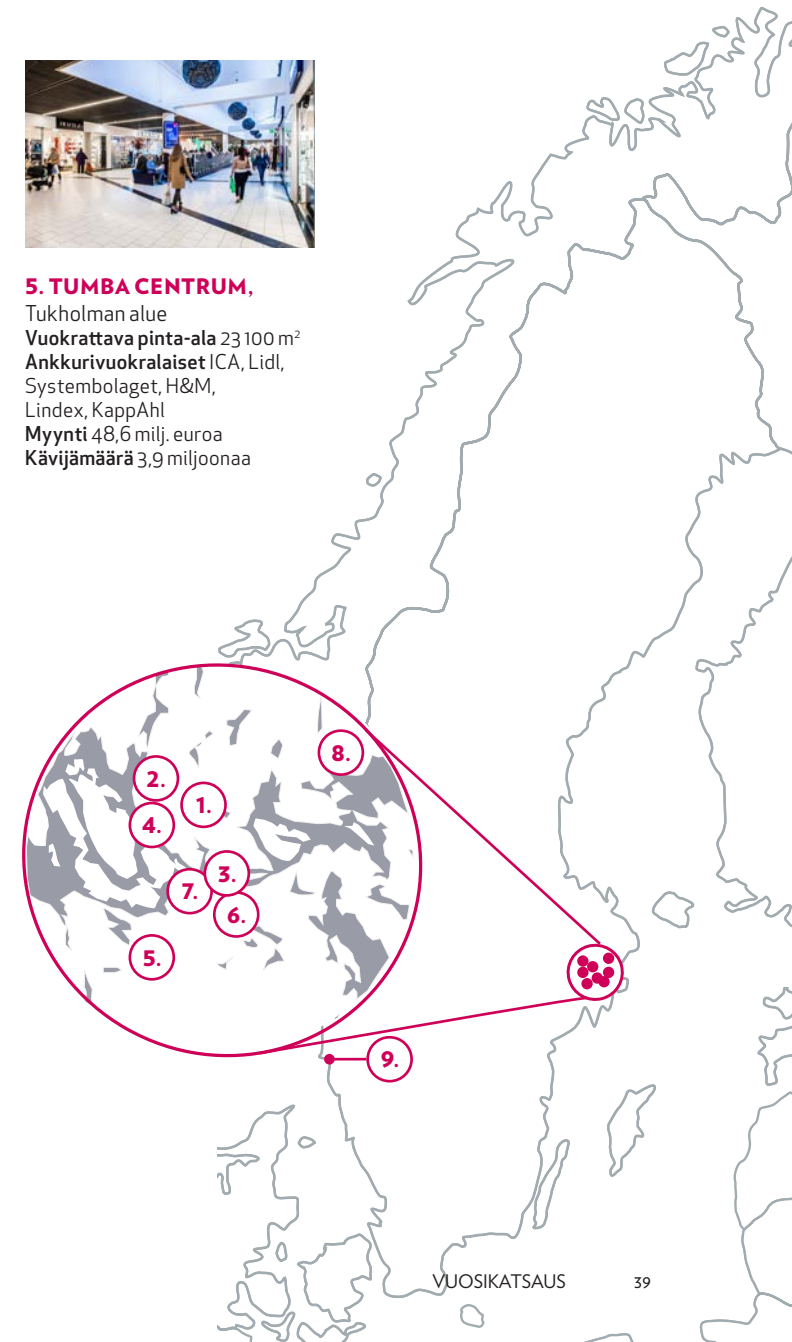 5. TUMBA CENTRUM,
Tukholman alue
Vuokrattava pinta-ala 23 100 m²
Ankkurivuokralaiset ICA, Lidl,
Systembolaget, H&M,
Lindex, KappAhl
Myynti 48,6 milj. euroa
Kävijämäärä 3,9 miljoonaa
8.
2.
1.
4.
3.
7.
6.
5.
9.
VUOSIKATSAUS 39